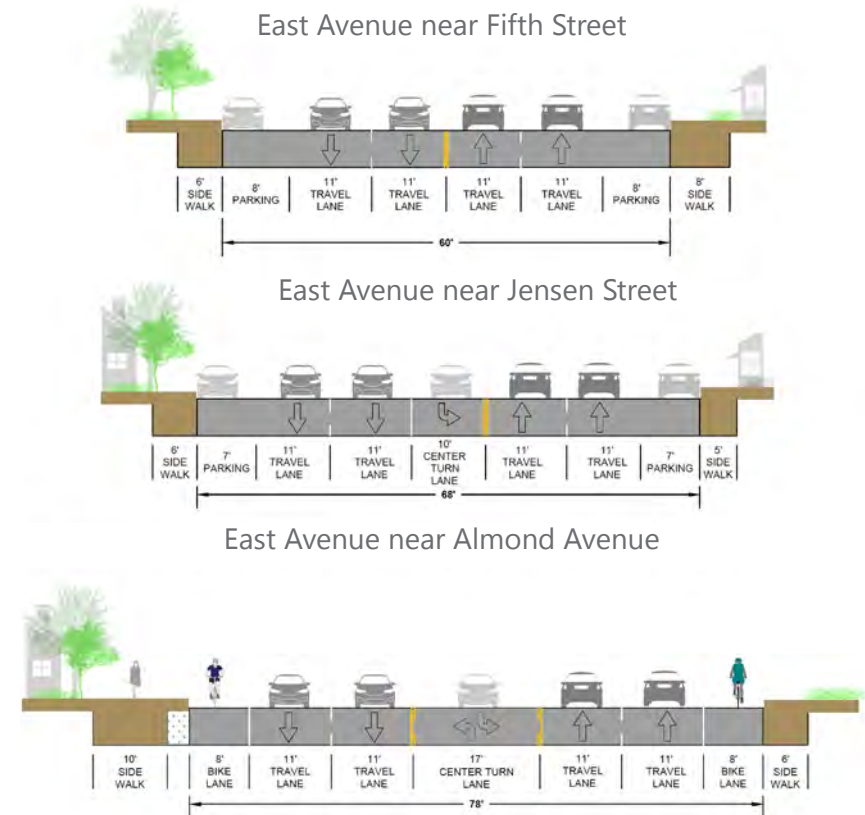 East Avenue near Fifth Street
6' SIDE WALK
8' PARKING
11' TRAVEL LANE
11' TRAVEL LANE
11' TRAVEL LANE
11' TRAVEL LANE
8' PARKING
8' SIDE WALK
60'
East Avenue near Jensen Street
6' SIDE WALK
7' PARKING
11' TRAVEL LANE
11' TRAVEL LANE
10' CENTER TURN LANE
11' TRAVEL LANE
11' TRAVEL LANE
7' PARKING
5' SIDE WALK
68'
East Avenue near Almond Avenue
10' SIDE WALK
8' BIKE LANE
11' TRAVEL LANE
11' TRAVEL LANE
17' CENTER TURN LANE
11' TRAVEL LANE
11' TRAVEL LANE
8' BIKE LANE
6' SIDE WALK
78'